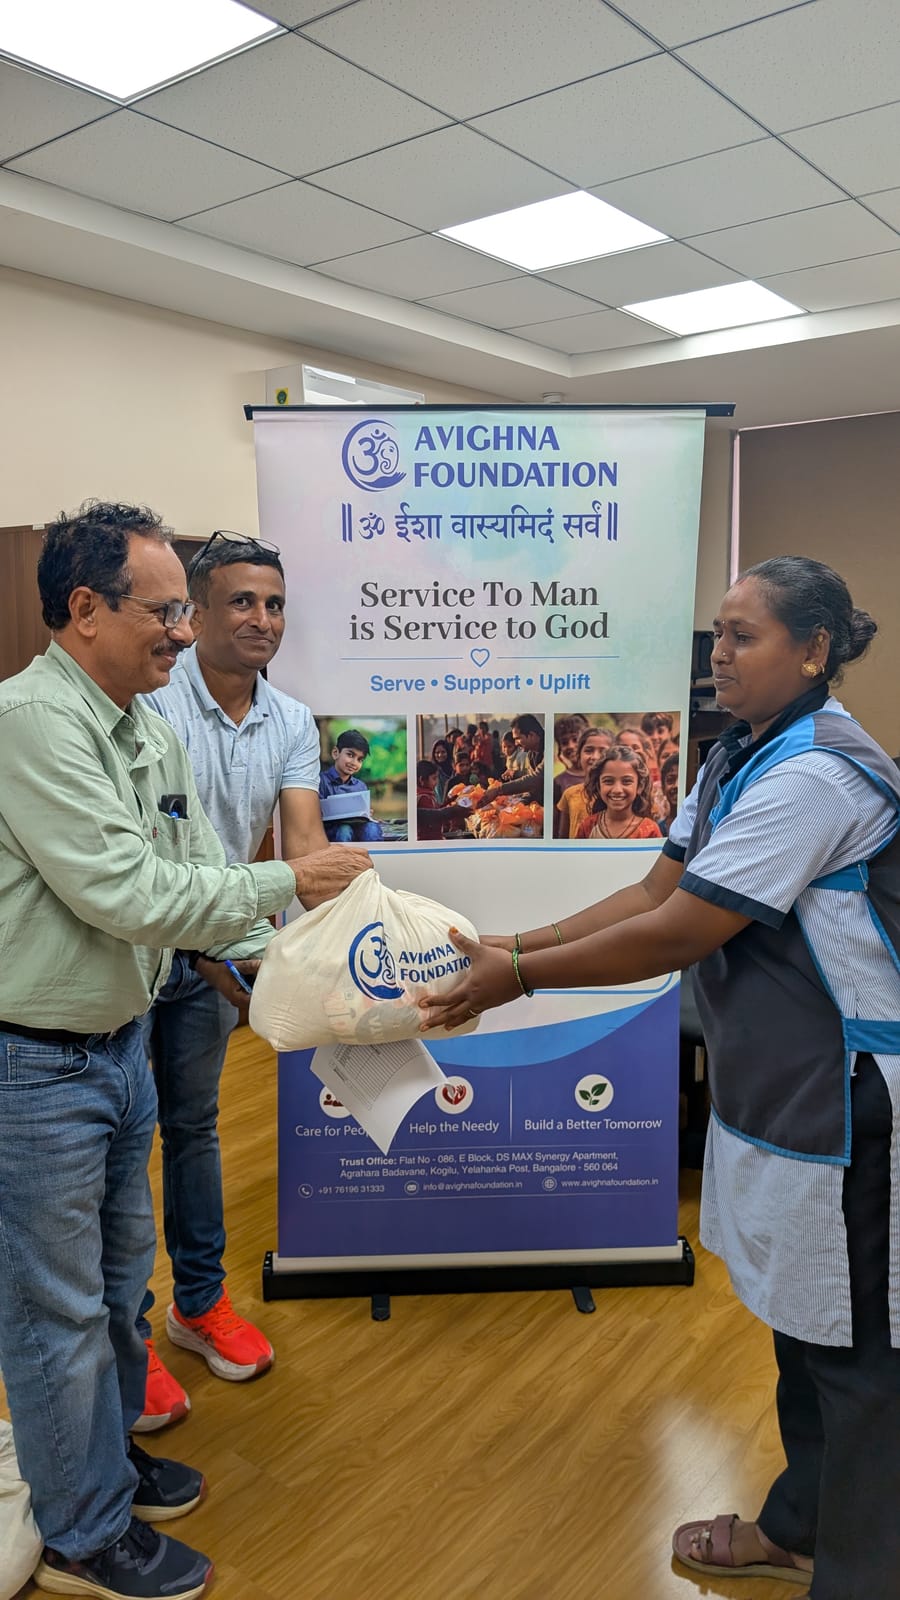 AVIGHNA
FOUNDATION
॥ॐ ईशा वास्यमिदं सर्वं॥
Service To Man
is Service to God
Serve • Support • Uplift
AVIGHNA
FOUNDATION
Care for
Help the Needy
Build a Better Tomorrow
Trust Office: Flat No - 086, E Block, DS MAX Synergy Apartment,
Agrahara Badavane, Kogilu, Yelahanka Post, Bangalore - 560 064
+91 76196 31333
info@avighnafoundation.in
www.avighnafoundation.in